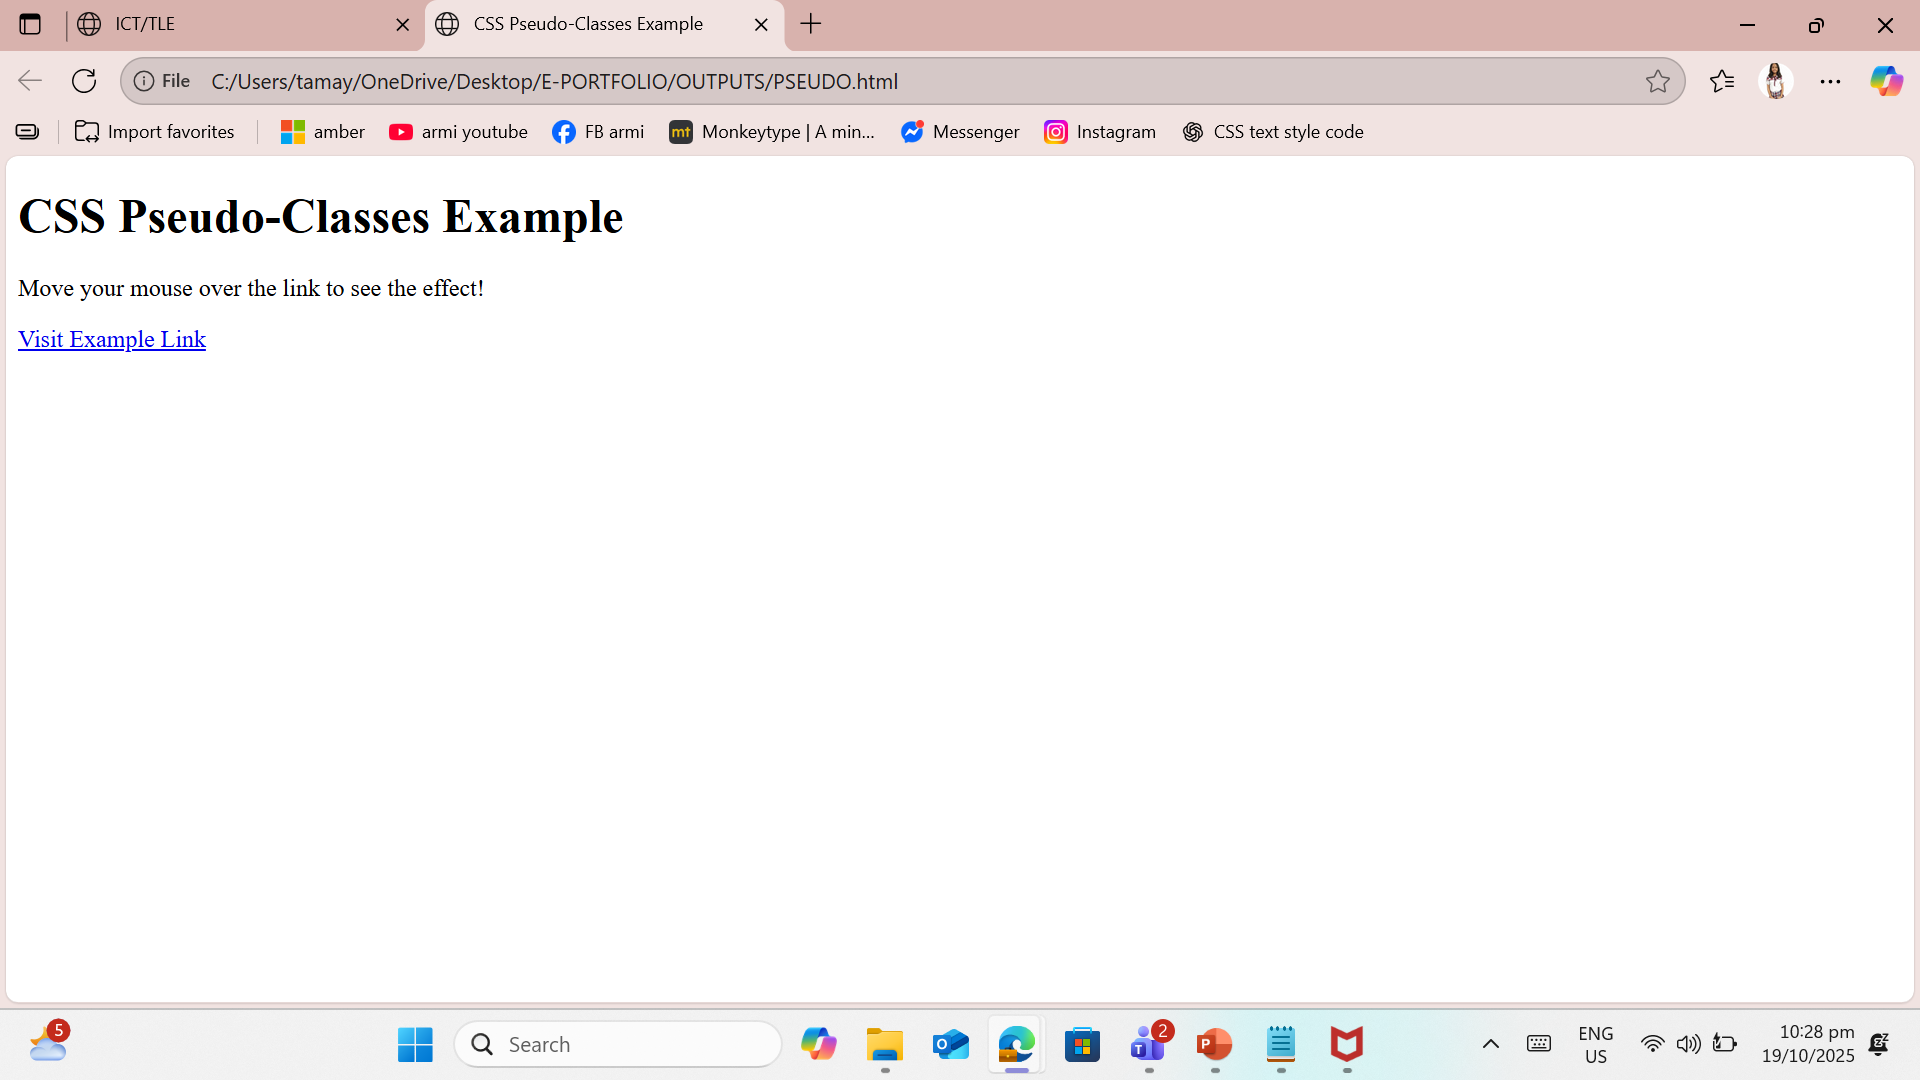 ICT/TLE
CSS Pseudo-Classes Example
File C:/Users/tamay/OneDrive/Desktop/E-PORTFOLIO/OUTPUTS/PSEUDO.html
Import favorites amber armi youtube FB armi mt Monkeytype | A min... Messenger Instagram CSS text style code
CSS Pseudo-Classes Example
Move your mouse over the link to see the effect!
Visit Example Link
5
Search
2
ENG
US
10:28 pm
19/10/2025